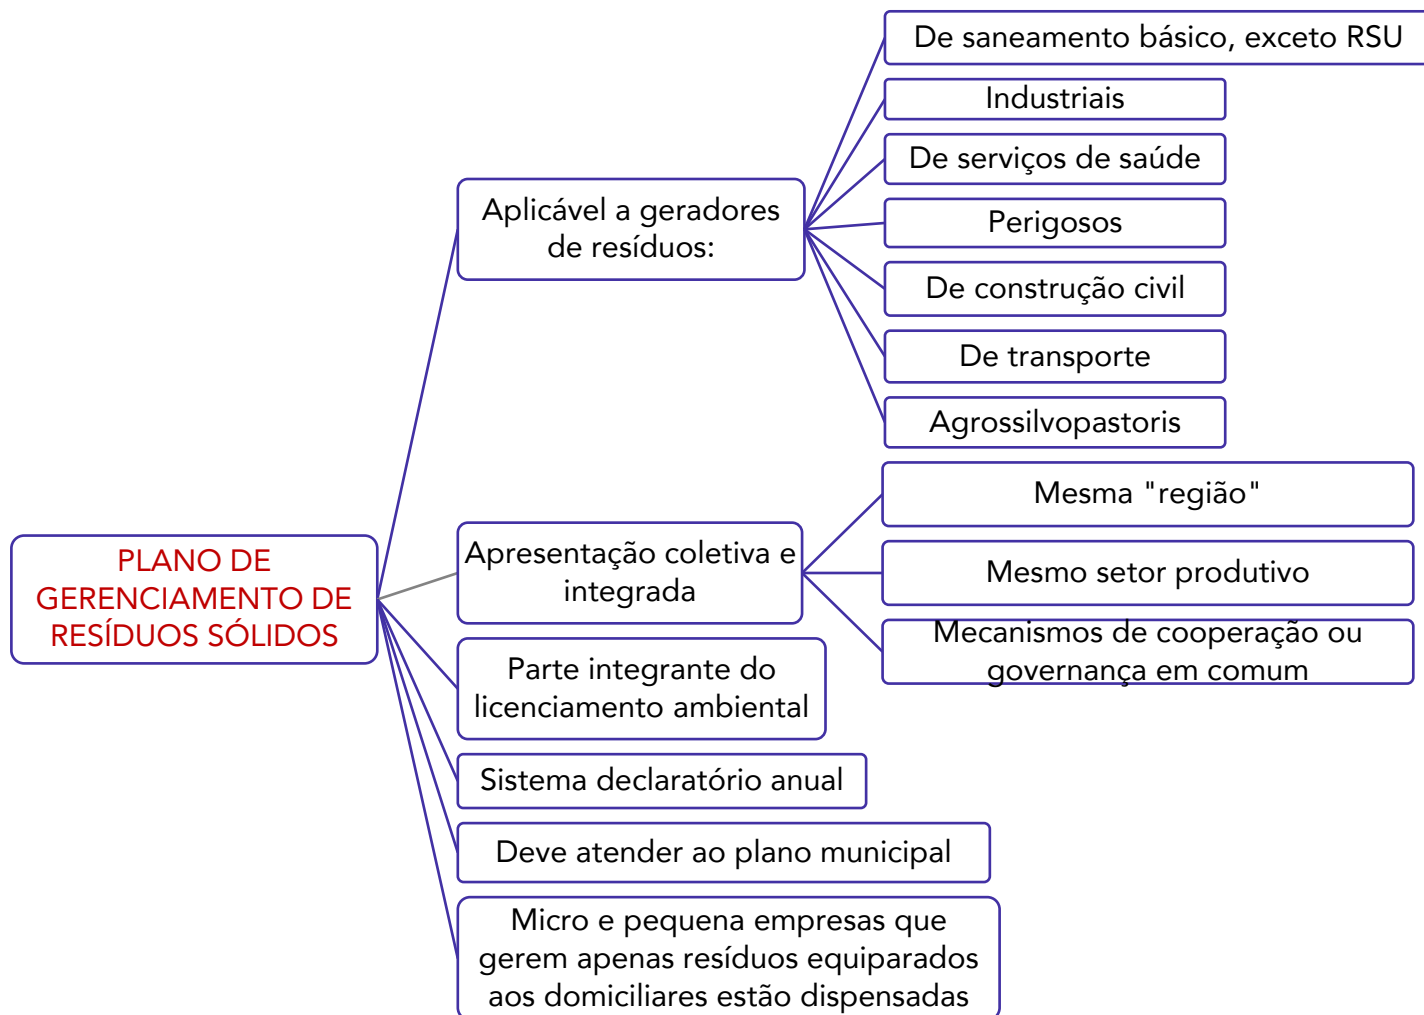 PLANO DE
GERENCIAMENTO DE
RESÍDUOS SÓLIDOS
Aplicável a geradores
de resíduos:
De saneamento básico, exceto RSU
Industriais
De serviços de saúde
Perigosos
De construção civil
De transporte
Agrossilvopastoris
Apresentação coletiva e
integrada
Mesma "região"
Mesmo setor produtivo
Mecanismos de cooperação ou
governança em comum
Parte integrante do
licenciamento ambiental
Sistema declaratório anual
Deve atender ao plano municipal
Micro e pequena empresas que
gerem apenas resíduos equiparados
aos domiciliares estão dispensadas